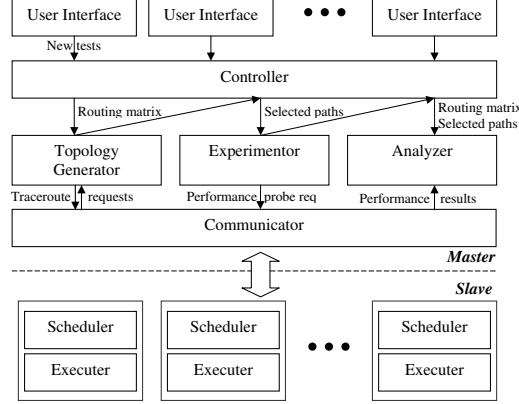 User Interface User Interface User Interface
New tests
Controller
Routing matrix Selected paths Routing matrix
Selected paths
Topology Generator Experimentor Analyzer
Traceroute requests Performance probe req Performance results
Communicator
Master
Slave
Scheduler Scheduler Scheduler
Executer Executer Executer